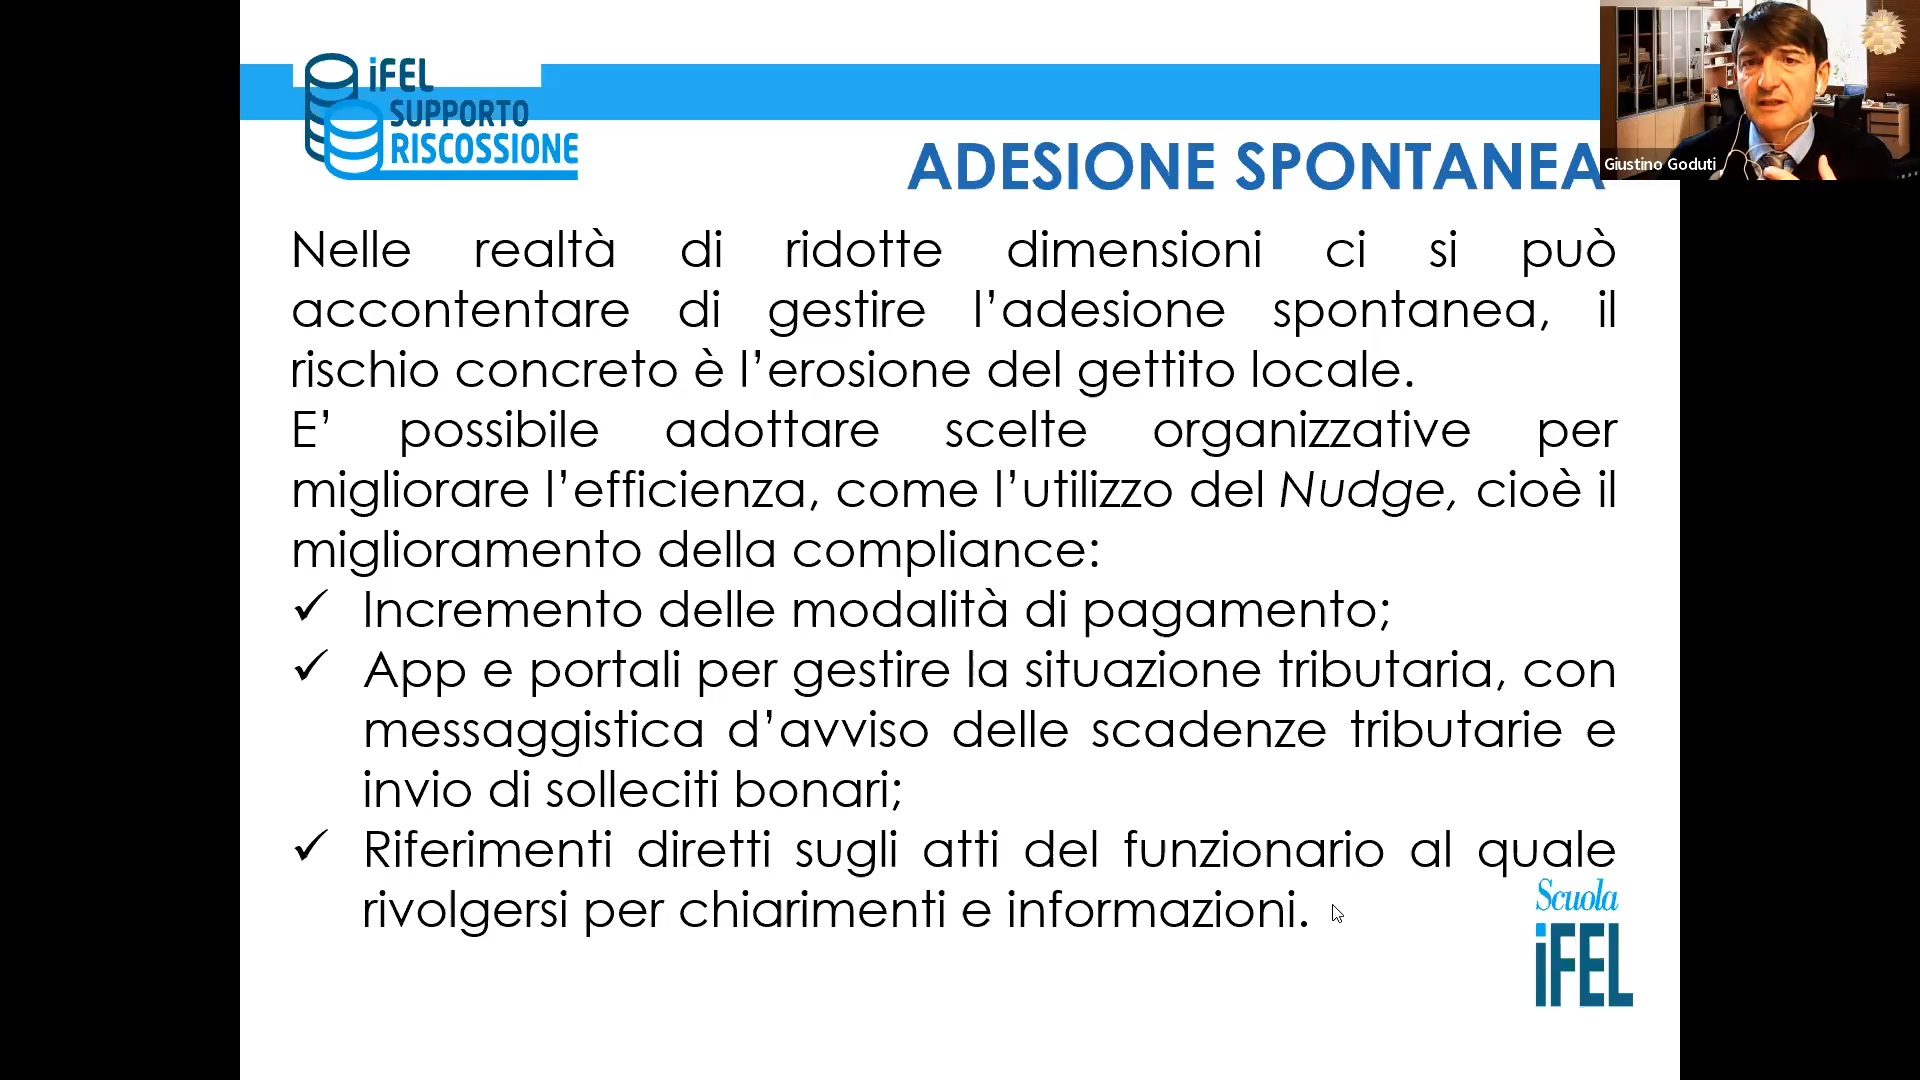 iFEL
SUPPORTO
RISCOSSIONE
Giustino Goduti
ADESIONE SPONTANEA
Nelle realtà di ridotte dimensioni ci si può
accontentare di gestire l’adesione spontanea, il
rischio concreto è l’erosione del gettito locale.
E’ possibile adottare scelte organizzative per
migliorare l’efficienza, come l’utilizzo del Nudge, cioè il
miglioramento della compliance:
✓ Incremento delle modalità di pagamento;
✓ App e portali per gestire la situazione tributaria, con
messaggistica d’avviso delle scadenze tributarie e
invio di solleciti bonari;
✓ Riferimenti diretti sugli atti del funzionario al quale
rivolgersi per chiarimenti e informazioni.
Scuola
iFEL